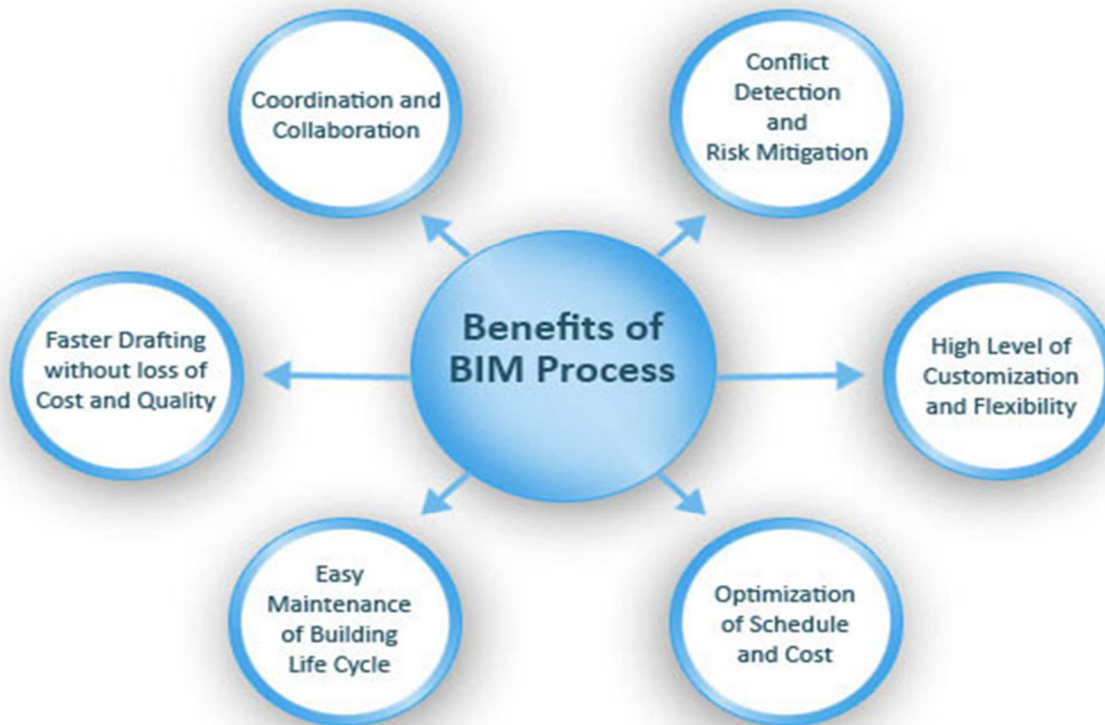 Coordination and
Collaboration
Conflict
Detection
and
Risk Mitigation
Benefits of
BIM Process
Faster Drafting
without loss of
Cost and Quality
High Level of
Customization
and Flexibility
Easy
Maintenance
of Building
Life Cycle
Optimization
of Schedule
and Cost